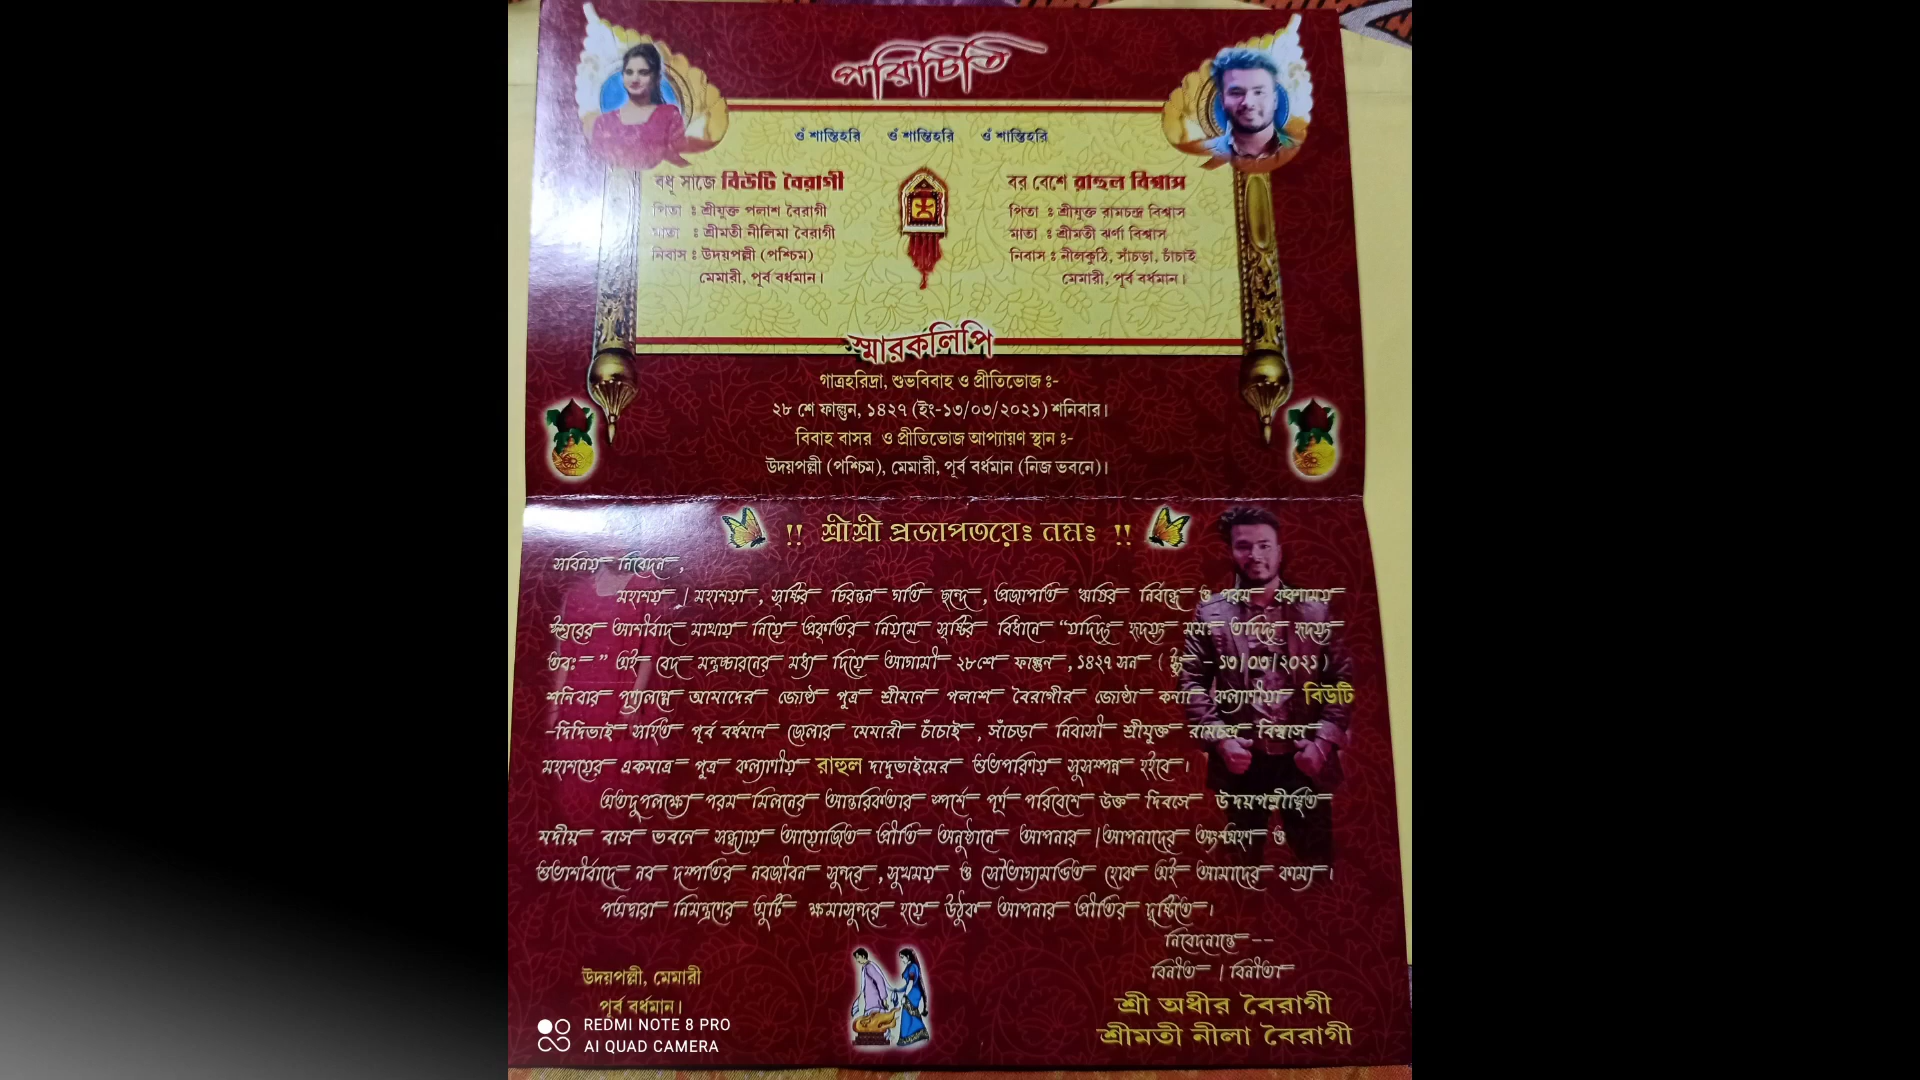 পরিচিতি
ওঁ শান্তিহরি ওঁ শান্তিহরি ওঁ শান্তিহরি
বধূ সাজে বিউটি বৈরাগী
পিতা ঃ শ্রীযুক্ত পলাশ বৈরাগী
মাতা ঃ শ্রীমতী নীলিমা বৈরাগী
নিবাস ঃ উদয়পল্লী (পশ্চিম)
মেমারী, পূর্ব বর্ধমান।
বর বেশে রাহুল বিশ্বাস
পিতা ঃ শ্রীযুক্ত রামচন্দ্র বিশ্বাস
মাতা ঃ শ্রীমতী ঝর্ণা বিশ্বাস
নিবাস ঃ নীলকুঠি, সাঁচড়া, চাঁচাই
মেমারী, পূর্ব বর্ধমান।
স্মারকলিপি
গাত্রহরিদ্রা, শুভবিবাহ ও প্রীতিভোজ ঃ-
২৮ শে ফাল্গুন, ১৪২৭ (ইং-১৩/০৩/২০২১) শনিবার।
বিবাহ বাসর ও প্রীতিভোজ আপ্যায়ণ স্থান ঃ-
উদয়পল্লী (পশ্চিম), মেমারী, পূর্ব বর্ধমান (নিজ ভবনে)।
!! শ্রীশ্রী প্রজাপতয়েঃ নমঃ !!
সবিনয় নিবেদন,
মহাশয় / মহাশয়া, সৃষ্টির চিরন্তন গতি ছন্দে, প্রজাপতি ঋষির নির্বন্ধে ও পরম করুণাময়
ঈশ্বরের আশীর্বাদ মাথায় নিয়ে প্রকৃতির নিয়মে সৃষ্টির বিধানে “যদিদং হৃদয়ং মমঃ তদিদং হৃদয়ং
তবঃ” এই বেদ মন্ত্রচ্চারনের মধ্য দিয়ে আগামী ২৮শে ফাল্গুন, ১৪২৭ সন (ইং - ১৩/০৩/২০২১)
শনিবার পূণ্যলগ্নে আমাদের জ্যেষ্ঠ পুত্র শ্রীমান পলাশ বৈরাগীর জ্যেষ্ঠা কন্যা কল্যাণীয়া বিউটি
-দিদিভাই সহিত পূর্ব বর্ধমান জেলার মেমারী চাঁচাই, সাঁচড়া নিবাসী শ্রীযুক্ত রামচন্দ্র বিশ্বাস
মহাশয়ের একমাত্র পুত্র কল্যাণীয় রাহুল দাদুভাইয়ের শুভপরিণয় সুসম্পন্ন হইবে।
এতদুপলক্ষ্যে পরম মিলনের আন্তরিকতার স্পর্শে পূর্ণ পরিবেশে উক্ত দিবসে উদয়পল্লীস্থিত
মদীয় বাস ভবনে সন্ধ্যায় আয়োজিত প্রীতি অনুষ্ঠানে আপনার /আপনাদের অংশগ্রহণ ও
শুভাশীর্বাদে নব দম্পতির নবজীবন সুন্দর, সুখময় ও সৌভাগ্যমন্ডিত হোক এই আমাদের কাম্য।
পত্রদ্বারা নিমন্ত্রণের ত্রুটি ক্ষমাসুন্দর হয়ে উঠুক আপনার প্রীতির দৃষ্টিতে।
নিবেদনান্তে--
বিনীত / বিনীতা
শ্রী অধীর বৈরাগী
শ্রীমতী নীলা বৈরাগী
উদয়পল্লী, মেমারী
পূর্ব বর্ধমান।
REDMI NOTE 8 PRO
AI QUAD CAMERA